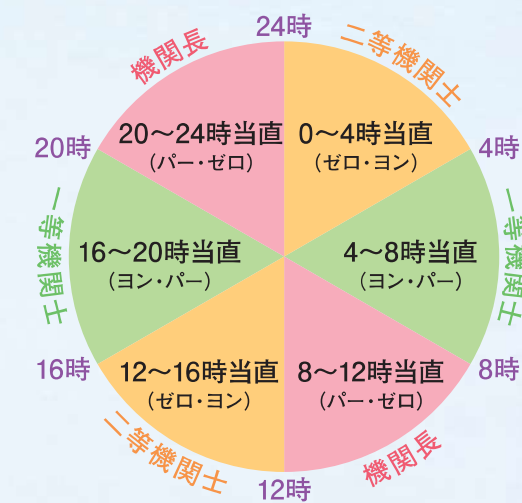 24時
機関長
二等機関士
20〜24時当直
(パー・ゼロ)
0〜4時当直
(ゼロ・ヨン)
20時
4時
一等機関士
16〜20時当直
(ヨン・パー)
4〜8時当直
(ヨン・パー)
一等機関士
16時
8時
12〜16時当直
(ゼロ・ヨン)
8〜12時当直
(パー・ゼロ)
二等機関士
機関長
12時